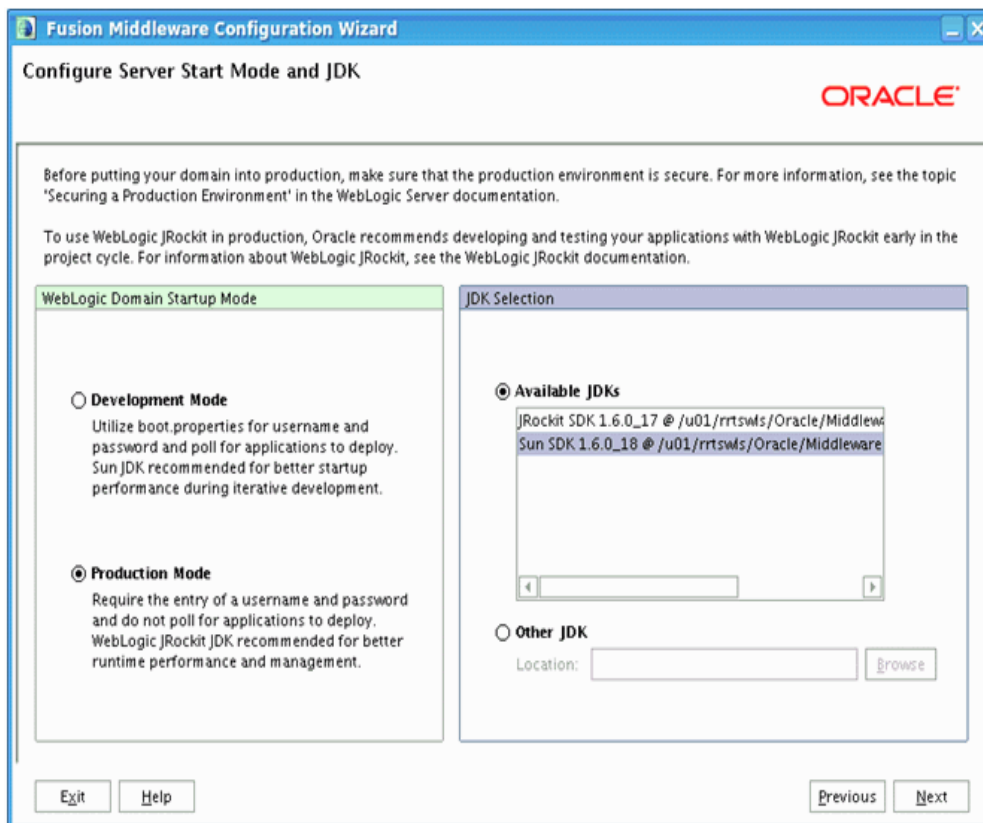 Fusion Middleware Configuration Wizard
Configure Server Start Mode and JDK
ORACLE
Before putting your domain into production, make sure that the production environment is secure. For more information, see the topic
'Securing a Production Environment' in the WebLogic Server documentation.
To use WebLogic JRockit in production, Oracle recommends developing and testing your applications with WebLogic JRockit early in the
project cycle. For information about WebLogic JRockit, see the WebLogic JRockit documentation.
WebLogic Domain Startup Mode
Development Mode
Utilize boot.properties for username and
password and poll for applications to deploy.
Sun JDK recommended for better startup
performance during iterative development.
Production Mode
Require the entry of a username and password
and do not poll for applications to deploy.
WebLogic JRockit JDK recommended for better
runtime performance and management.
JDK Selection
Available JDKs
JRockit SDK 1.6.0_17 @ /u01/rrtswls/Oracle/Middlew
Sun SDK 1.6.0_18 @ /u01/rrtswls/Oracle/Middleware
Other JDK
Location:
Browse
Exit
Help
Previous
Next